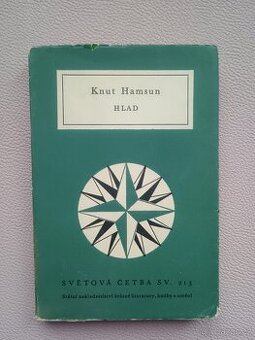 Knut Hamsun
HLAD
SVĚTOVÁ ČETBA SV. 213
Státní nakladatelství krásné literatury, hudby a umění